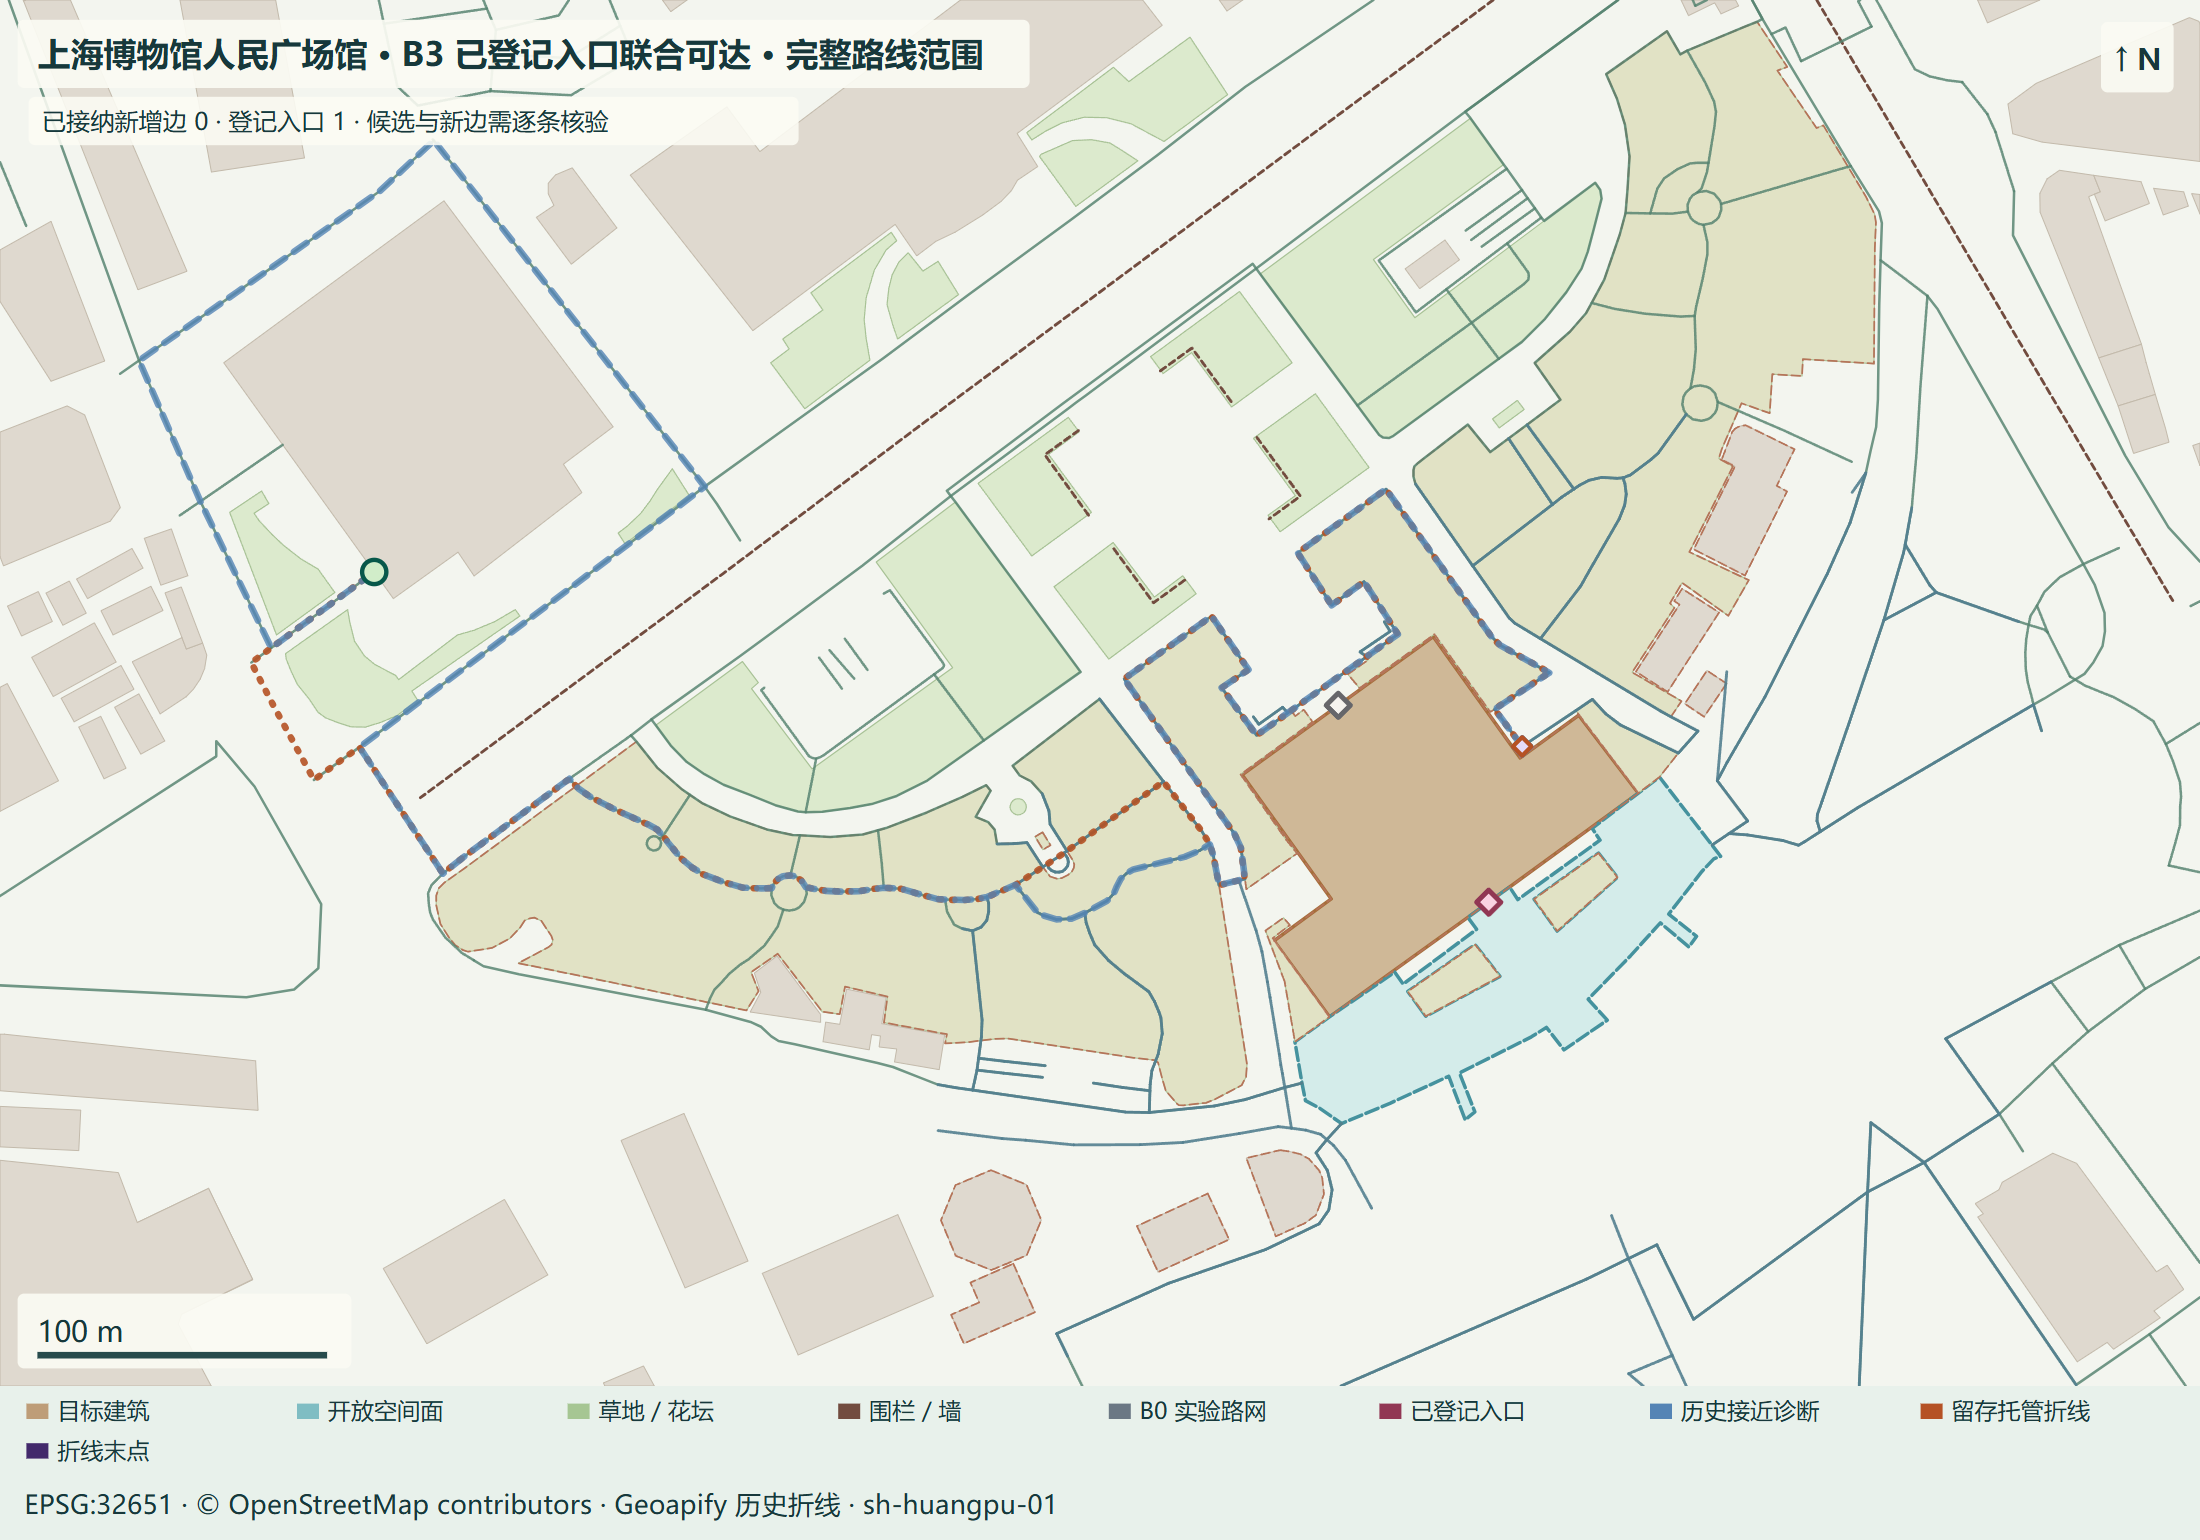 上海博物馆人民广场馆 • B3 已登记入口联合可达 • 完整路线范围
已接纳新增边 0 · 登记入口 1 · 候选与新边需逐条核验
↑ N
100 m
目标建筑 开放空间面 草地 / 花坛 围栏 / 墙 B0 实验路网 已登记入口 历史接近诊断 留存托管折线
折线末点
EPSG:32651 · © OpenStreetMap contributors · Geoapify 历史折线 · sh-huangpu-01